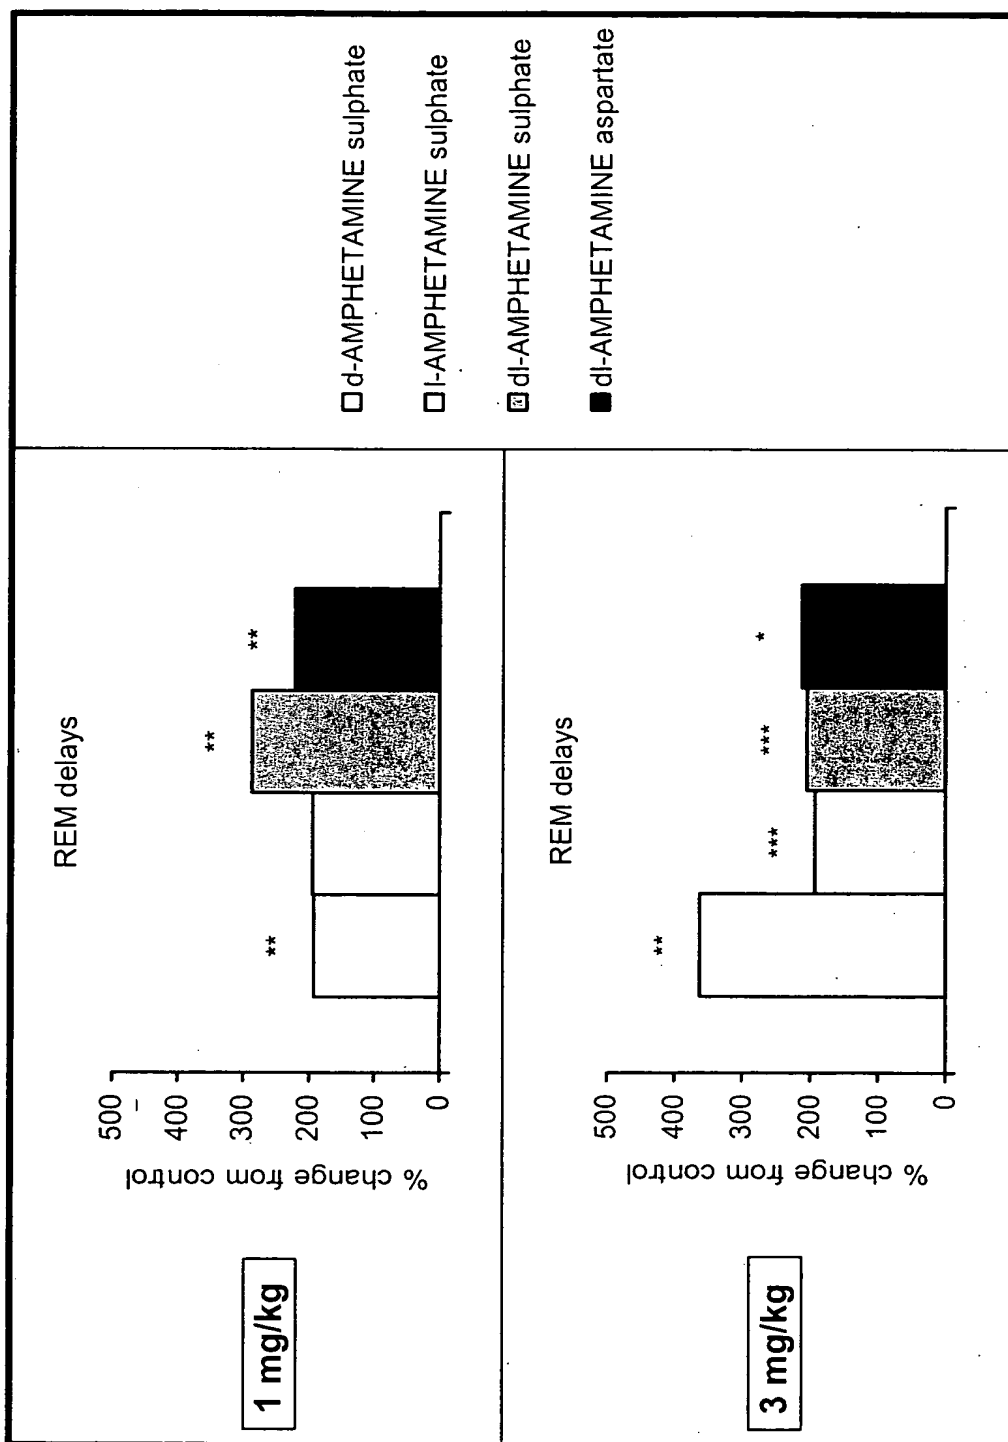 1 mg/kg
REM delays
% change from control
500
400
300
200
100
0
**
**
**
3 mg/kg
REM delays
% change from control
500
400
300
200
100
0
**
***
***
*
d-AMPHETAMINE sulphate
l-AMPHETAMINE sulphate
dl-AMPHETAMINE sulphate
dl-AMPHETAMINE aspartate